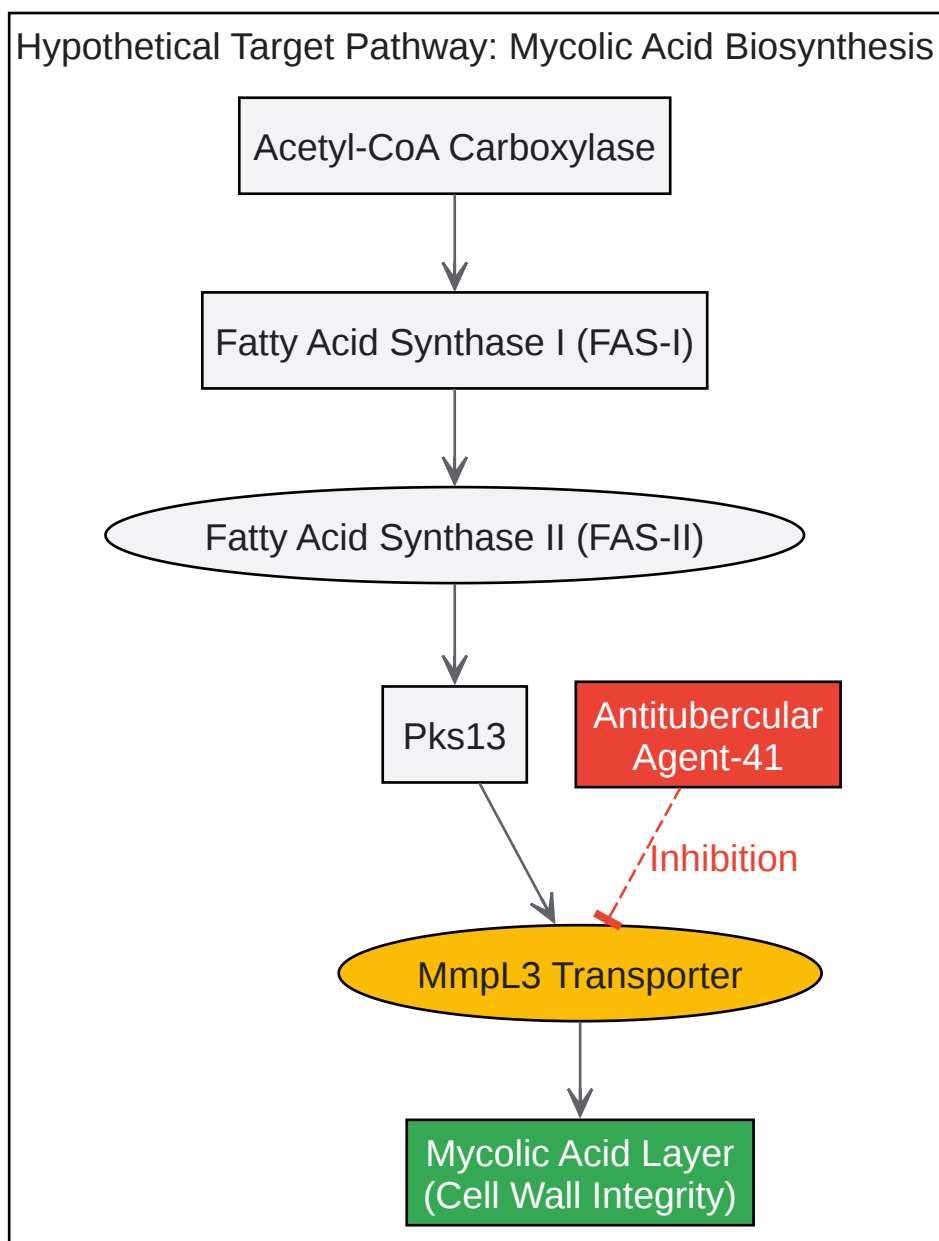 Hypothetical Target Pathway: Mycolic Acid Biosynthesis
Acetyl-CoA Carboxylase
Fatty Acid Synthase I (FAS-I)
Fatty Acid Synthase II (FAS-II)
Pks13
Antitubercular
Agent-41
Inhibition
MmpL3 Transporter
Mycolic Acid Layer
(Cell Wall Integrity)